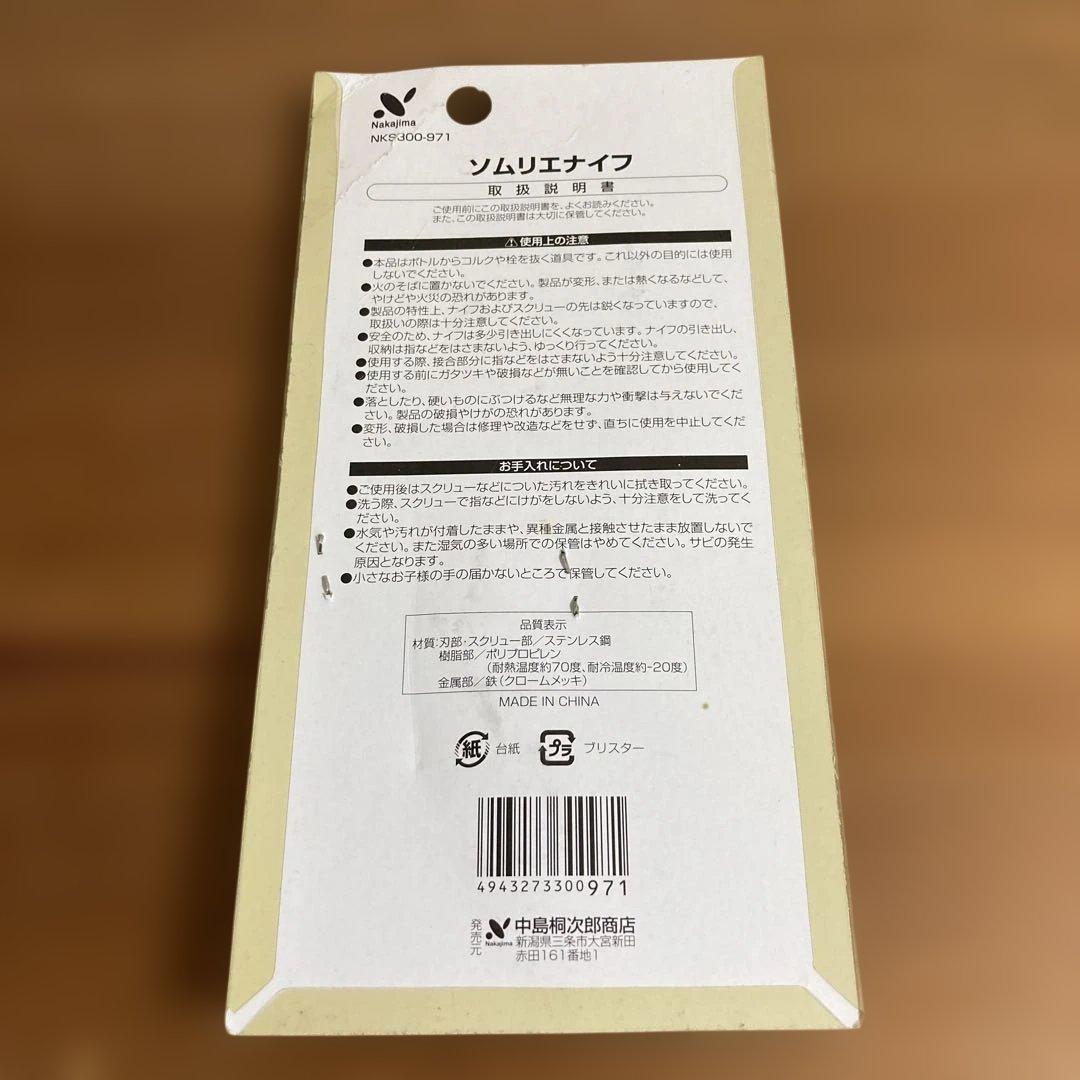 Nakajima
NKS300-971
ソムリエナイフ
取扱説明書
ご使用前にこの取扱説明書を、よくお読みください。
また、この取扱説明書は大切に保管してください。
⚠使用上の注意
●本品はボトルからコルクや栓を抜く道具です。これ以外の目的には使用
しないでください。
●火のそばに置かないでください。製品が変形、または熱くなるなどして、
やけどや火災の恐れがあります。
●製品の特性上、ナイフおよびスクリューの先は鋭くなっていますので、
取扱いの際は十分注意してください。
●安全のため、ナイフは多少引き出しにくくなっています。ナイフの引き出し、
収納は指などをはさまないよう、ゆっくり行ってください。
●使用する際、接合部分に指などをはさまないよう十分注意してください。
●使用する前にガタツキや破損などが無いことを確認してから使用してく
ださい。
●落としたり、硬いものにぶつけるなど無理な力や衝撃は与えないでくだ
さい。製品の破損やけがの恐れがあります。
●変形、破損した場合は修理や改造などをせず、直ちに使用を中止してくだ
さい。
お手入れについて
●ご使用後はスクリューなどについた汚れをきれいに拭き取ってください。
●洗う際、スクリューで指などにけがをしないよう、十分注意をして洗ってく
ださい。
●水気や汚れが付着したままや、異種金属と接触させたまま放置しないで
ください。また湿気の多い場所での保管はやめてください。サビの発生
原因となります。
●小さなお子様の手の届かないところで保管してください。
品質表示
材質:刃部・スクリュー部/ステンレス鋼
樹脂部/ポリプロピレン
(耐熱温度約70度、耐冷温度約-20度)
金属部/鉄(クロームメッキ)
MADE IN CHINA
紙 台紙 プラ ブリスター
4943273300971
発売元 Nakajima 中島桐次郎商店
新潟県三条市大宮新田
赤田161番地1